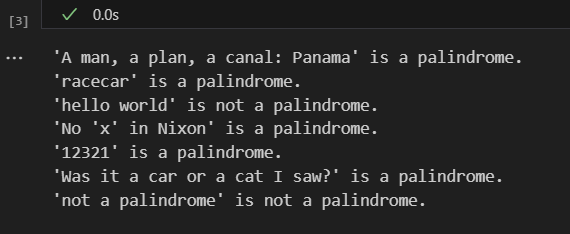 [3]
✓ 0.0s
...
'A man, a plan, a canal: Panama' is a palindrome.
'racecar' is a palindrome.
'hello world' is not a palindrome.
'No 'x' in Nixon' is a palindrome.
'12321' is a palindrome.
'Was it a car or a cat I saw?' is a palindrome.
'not a palindrome' is not a palindrome.